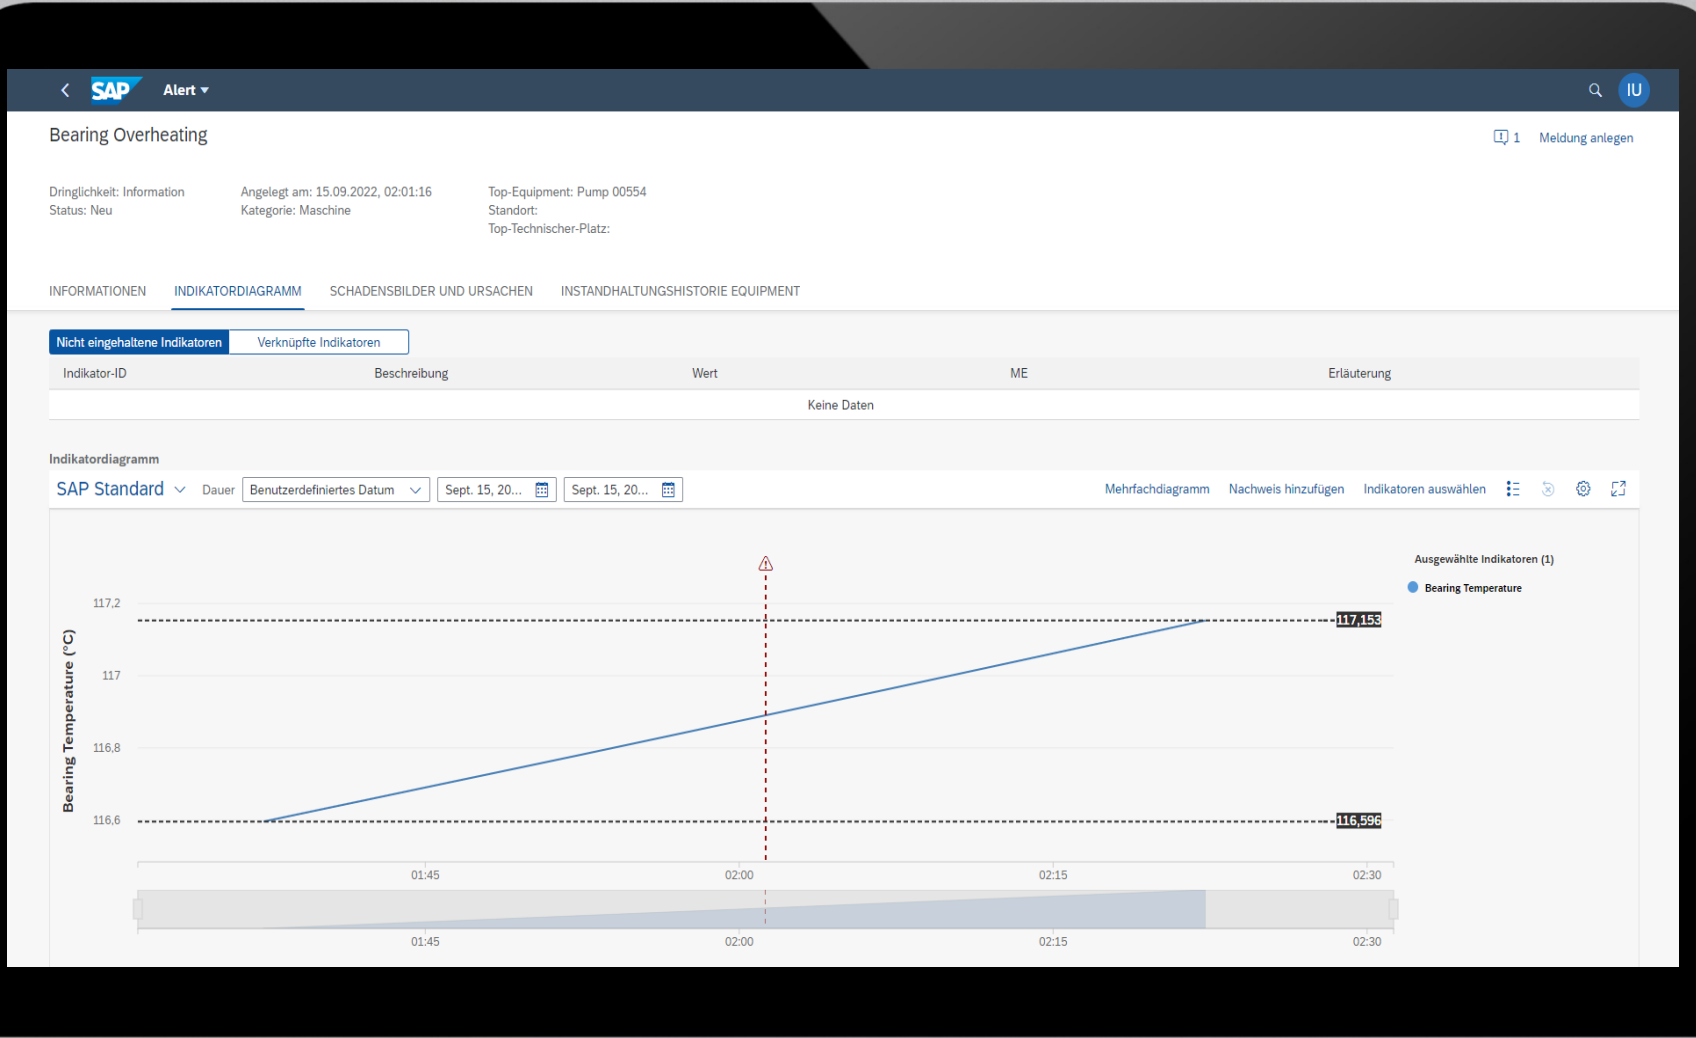 SAP Alert IU
Bearing Overheating
1 Meldung anlegen
Dringlichkeit: Information Angelegt am: 15.09.2022, 02:01:16 Top-Equipment: Pump 00554
Status: Neu Kategorie: Maschine Standort:
Top-Technischer-Platz:
INFORMATIONEN INDIKATORDIAGRAMM SCHADENSBILDER UND URSACHEN INSTANDHALTUNGSHISTORIE EQUIPMENT
Nicht eingehaltene Indikatoren Verknüpfte Indikatoren
Indikator-ID Beschreibung Wert ME Erläuterung
Keine Daten
Indikatordiagramm
SAP Standard Dauer Benutzerdefiniertes Datum Sept. 15, 20... Sept. 15, 20... Mehrfachdiagramm Nachweis hinzufügen Indikatoren auswählen
Ausgewählte Indikatoren (1)
Bearing Temperature
Bearing Temperature (°C)
117,2
117,153
117
116,8
116,6
116,596
01:45 02:00 02:15 02:30
01:45 02:00 02:15 02:30